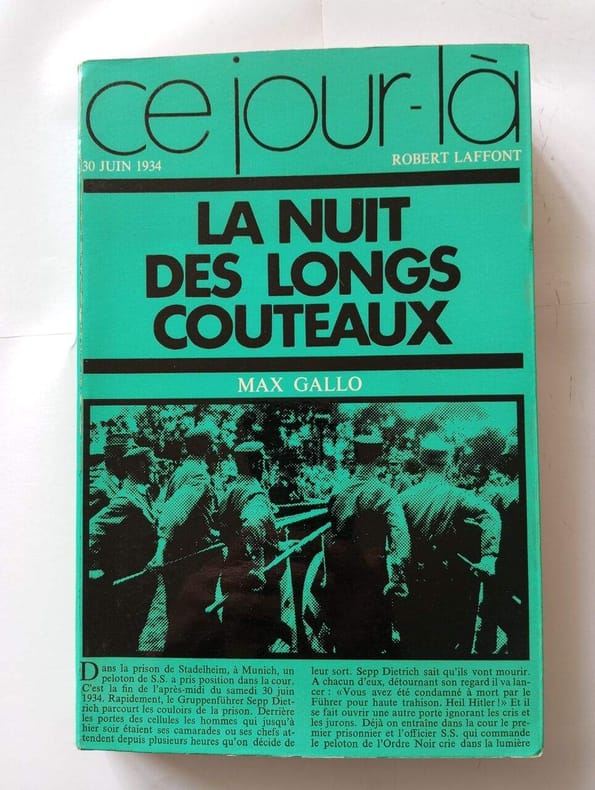 ce jour-là
30 JUIN 1934
ROBERT LAFFONT
LA NUIT
DES LONGS
COUTEAUX
MAX GALLO
Dans la prison de Stadelheim, à Munich, un
peloton de S.S. a pris position dans la cour.
C'est la fin de l'après-midi du samedi 30 juin
1934. Rapidement, le Gruppenführer Sepp Diet-
rich parcourt les couloirs de la prison. Derrière
les portes des cellules les hommes qui jusqu'à
hier soir étaient ses camarades ou ses chefs at-
tendent depuis plusieurs heures qu'on décide de
leur sort. Sepp Dietrich sait qu'ils vont mourir.
A chacun d'eux, détournant son regard il va lan-
cer : «Vous avez été condamné à mort par le
Führer pour haute trahison. Heil Hitler!» Et il
se fait ouvrir une autre porte ignorant les cris et
les jurons. Déjà on entraîne dans la cour le pre-
mier prisonnier et l'officier S.S. qui commande
le peloton de l'Ordre Noir crie dans la lumière